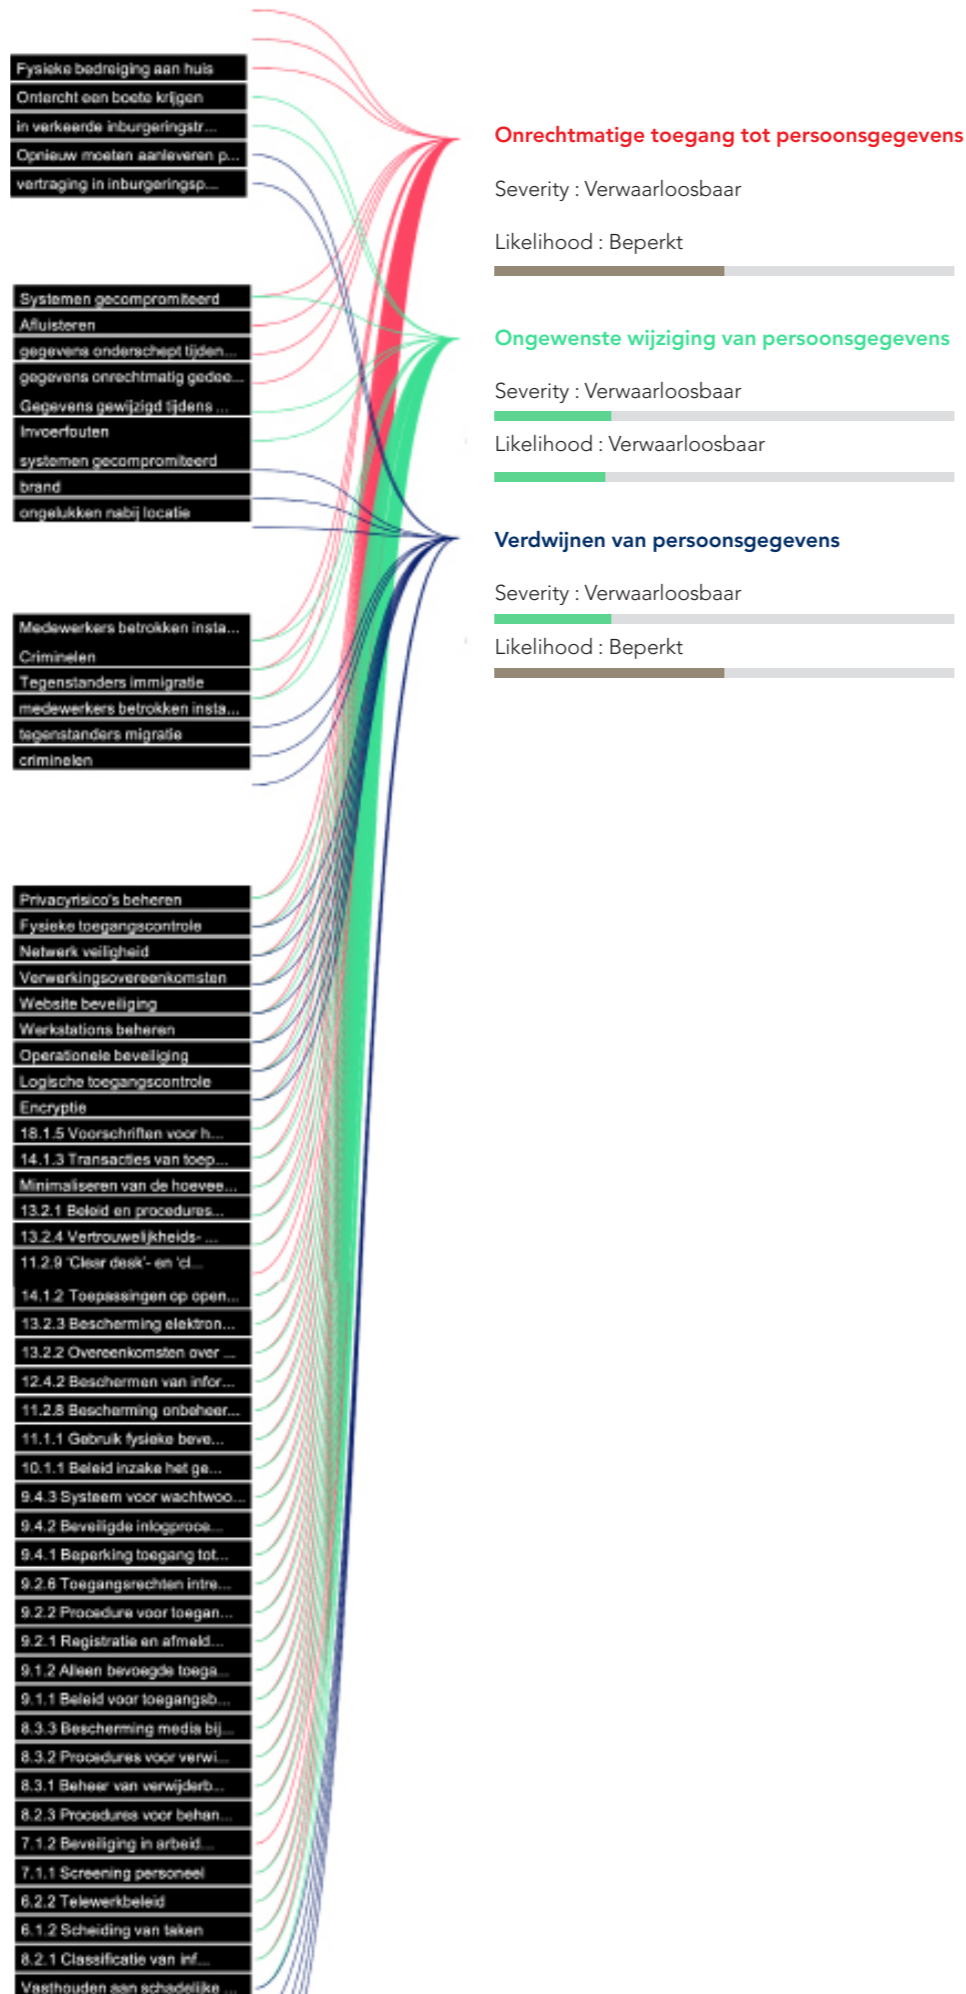 Fysieke bedreiging aan huis
Ontercht een boete krijgen
in verkeerde inburgeringstr...
Opnieuw moeten aanleveren p...
vertraging in inburgeringsp...
Systemen gecompromiteerd
Afluisteren
gegevens onderschept tijden...
gegevens onrechtmatig gedee...
Gegevens gewijzigd tijdens ...
Invoerfouten
systemen gecompromiteerd
brand
ongelukken nabij locatie
Medewerkers betrokken insta...
Criminelen
Tegenstanders immigratie
medewerkers betrokken insta...
tegenstanders migratie
criminelen
Privacyrisico's beheren
Fysieke toegangscontrole
Netwerk veiligheid
Verwerkingsovereenkomsten
Website beveiliging
Werkstations beheren
Operationele beveiliging
Logische toegangscontrole
Encryptie
18.1.5 Voorschriften voor h...
14.1.3 Transacties van toep...
Minimaliseren van de hoevee...
13.2.1 Beleid en procedures...
13.2.4 Vertrouwelijkheids- ...
11.2.9 'Clear desk'- en 'cl...
14.1.2 Toepassingen op open...
13.2.3 Bescherming elektron...
13.2.2 Overeenkomsten over ...
12.4.2 Beschermen van infor...
11.2.8 Bescherming onbeheer...
11.1.1 Gebruik fysieke beve...
10.1.1 Beleid inzake het ge...
9.4.3 Systeem voor wachtwoo...
9.4.2 Beveiligde inlogproce...
9.4.1 Beperking toegang tot...
9.2.6 Toegangsrechten intre...
9.2.2 Procedure voor toegan...
9.2.1 Registratie en afmeld...
9.1.2 Alleen bevoegde toega...
9.1.1 Beleid voor toegangsb...
8.3.3 Bescherming media bij...
8.3.2 Procedures voor verwi...
8.3.1 Beheer van verwijderb...
8.2.3 Procedures voor behan...
7.1.2 Beveiliging in arbeid...
7.1.1 Screening personeel
6.2.2 Telewerkbeleid
6.1.2 Scheiding van taken
8.2.1 Classificatie van inf...
Vasthouden aan schadelijke ...
Onrechtmatige toegang tot persoonsgegevens
Severity : Verwaarloosbaar
Likelihood : Beperkt
Ongewenste wijziging van persoonsgegevens
Severity : Verwaarloosbaar
Likelihood : Verwaarloosbaar
Verdwijnen van persoonsgegevens
Severity : Verwaarloosbaar
Likelihood : Beperkt